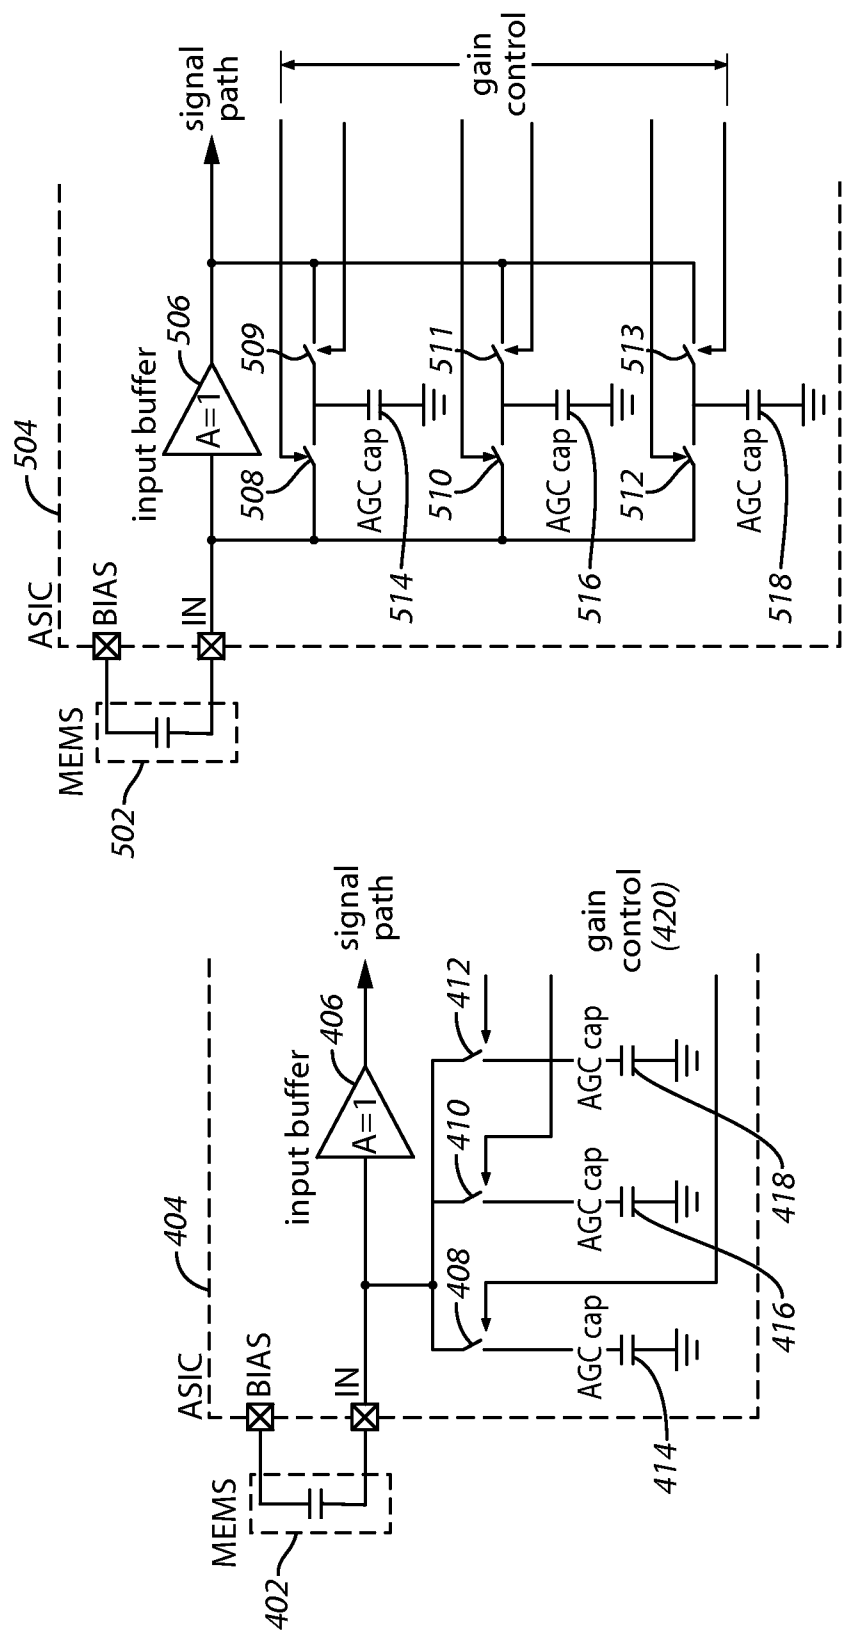 404
ASIC
BIAS
IN
MEMS
402
input buffer
406
A=1
signal
path
408
410
412
AGC cap
AGC cap
AGC cap
414
416
418
gain
control
(420)
504
ASIC
BIAS
IN
MEMS
502
input buffer
506
A=1
signal
path
508
509
AGC cap
514
510
511
AGC cap
516
512
513
AGC cap
518
gain
control